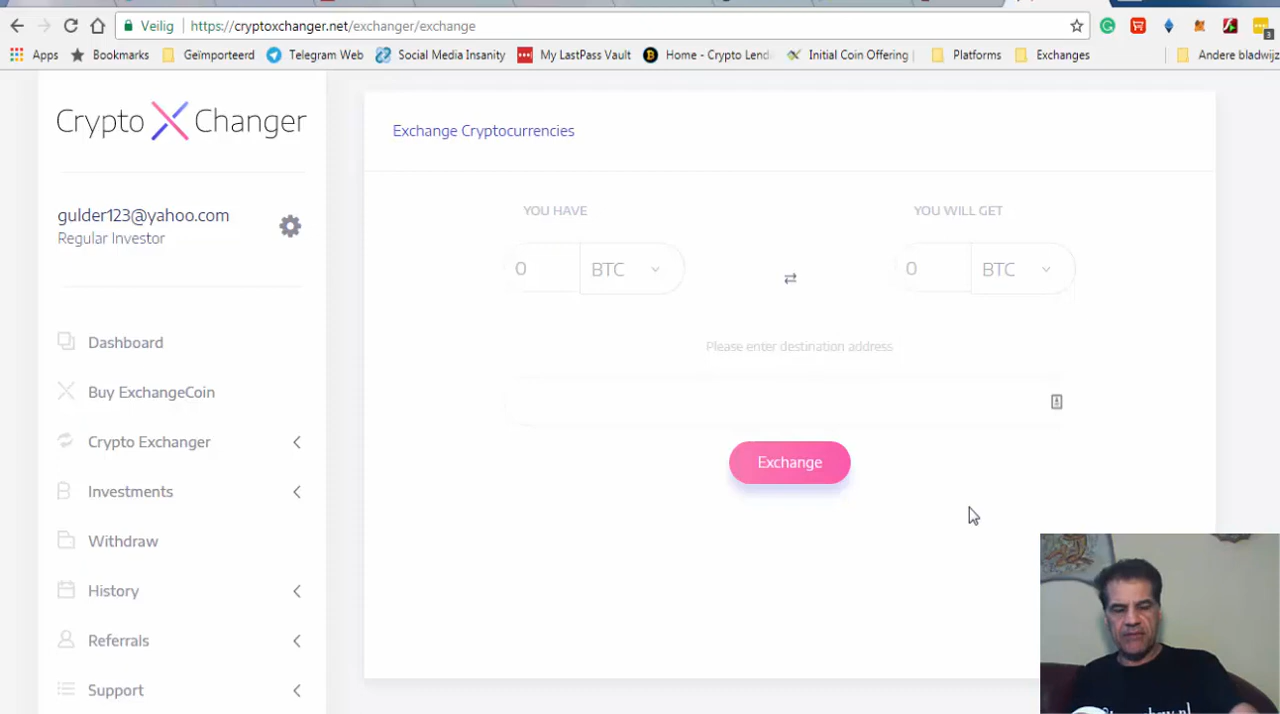 Veilig https://cryptoxchanger.net/exchanger/exchange
3
Apps Bookmarks Geïmporteerd Telegram Web Social Media Insanity My LastPass Vault Home - Crypto Lendi Initial Coin Offering Platforms Exchanges Andere bladwijz
Crypto X Changer
gulder123@yahoo.com
Regular Investor
Dashboard
Buy ExchangeCoin
Crypto Exchanger
Investments
Withdraw
History
Referrals
Support
Exchange Cryptocurrencies
YOU HAVE YOU WILL GET
0 BTC 0 BTC
Please enter destination address
Exchange